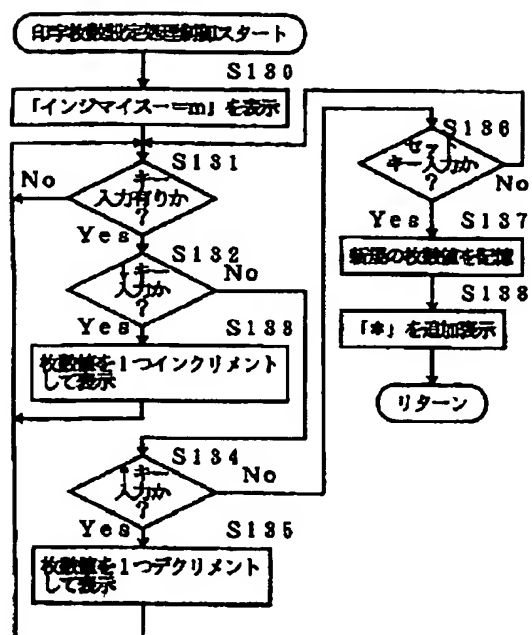 印字枚数設定処理制御スタート
S130
「インジマイスー=m」を表示
S131
キー
入力有りか
?
No
Yes
S132
↓キー
入力か
?
No
Yes
S133
枚数値を1つインクリメント
して表示
S134
↑キー
入力か
?
No
Yes
S135
枚数値を1つデクリメント
して表示
S136
セット
キー入力か
?
No
Yes
S137
の枚数値を記憶
S138
「*」を追加表示
リターン